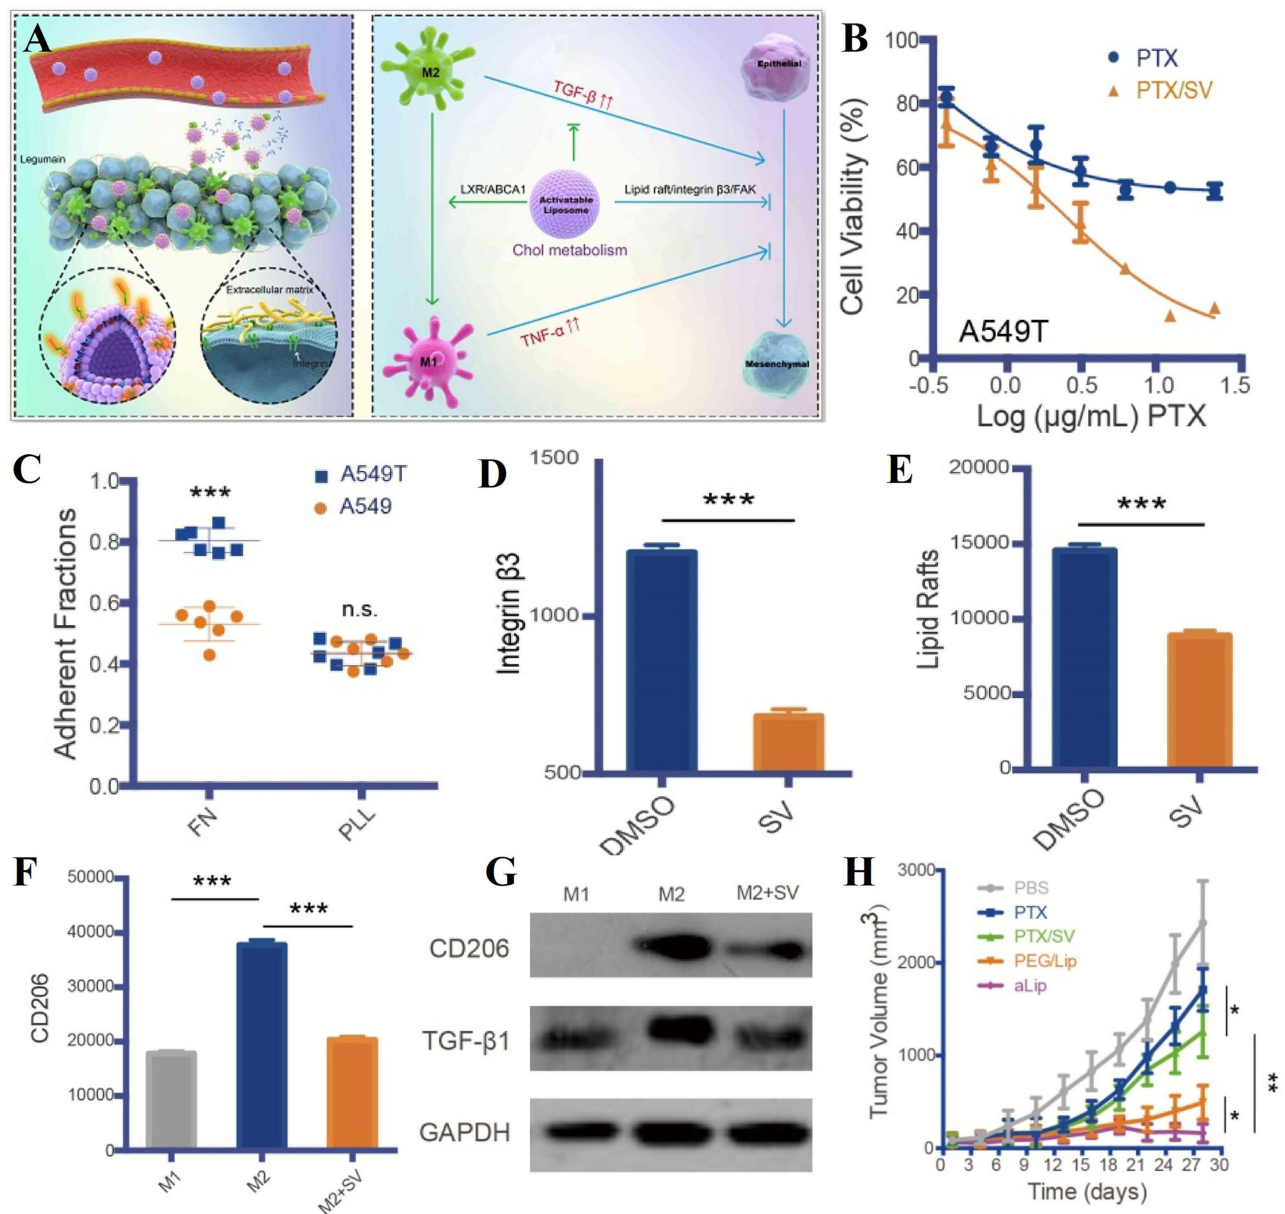 A
Legumain
Extracellular matrix
Integrin
M2
TGF-β↑↑
Epithelial
LXR/ABCA1
Activatable
Liposome
Lipid raft/integrin β3/FAK
Chol metabolism
TNF-α↑↑
M1
Mesenchymal
B
Cell Viability (%)
100
80
60
40
20
0
PTX
PTX/SV
A549T
-0.5 0.0 0.5 1.0 1.5
Log (μg/mL) PTX
C
Adherent Fractions
1.0
0.8
0.6
0.4
0.2
0.0
A549T
A549
***
n.s.
FN PLL
D
Integrin β3
1500
1000
500
***
DMSO SV
E
Lipid Rafts
20000
15000
10000
5000
0
***
DMSO SV
F
CD206
50000
40000
30000
20000
10000
0
***
***
M1 M2 M2+SV
G
M1 M2 M2+SV
CD206
TGF-β1
GAPDH
H
Tumor Volume (mm3)
3000
2000
1000
0
PBS
PTX
PTX/SV
PEG/Lip
aLip
*
**
*
0 3 6 9 12 15 18 21 24 27 30
Time (days)